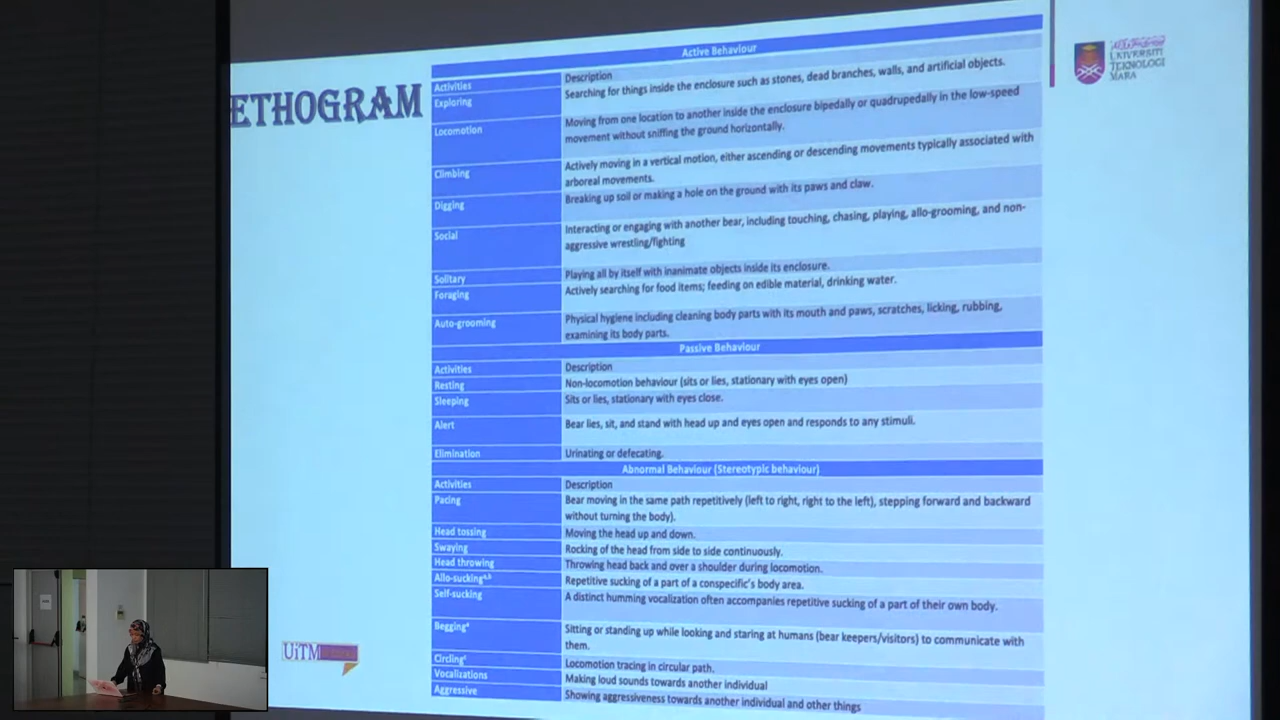 ETHOGRAM
Active Behaviour
Activities Description
Exploring Searching for things inside the enclosure such as stones, dead branches, walls, and artificial objects.
Locomotion Moving from one location to another inside the enclosure bipedally or quadrupedally in the low-speed
movement without sniffing the ground horizontally.
Climbing Actively moving in a vertical motion, either ascending or descending movements typically associated with
arboreal movements.
Digging Breaking up soil or making a hole on the ground with its paws and claw.
Social Interacting or engaging with another bear, including touching, chasing, playing, allo-grooming, and non-
aggressive wrestling/fighting
Solitary Playing all by itself with inanimate objects inside its enclosure.
Foraging Actively searching for food items; feeding on edible material, drinking water.
Auto-grooming Physical hygiene including cleaning body parts with its mouth and paws, scratches, licking, rubbing,
examining its body parts.
Passive Behaviour
Activities Description
Resting Non-locomotion behaviour (sits or lies, stationary with eyes open)
Sleeping Sits or lies, stationary with eyes close.
Alert Bear lies, sit, and stand with head up and eyes open and responds to any stimuli.
Elimination Urinating or defecating.
Abnormal Behaviour (Stereotypic behaviour)
Activities Description
Pacing Bear moving in the same path repetitively (left to right, right to the left), stepping forward and backward
without turning the body).
Head tossing Moving the head up and down.
Swaying Rocking of the head from side to side continuously.
Head throwing Throwing head back and over a shoulder during locomotion.
Allo-sucking Repetitive sucking of a part of a conspecific's body area.
Self-sucking A distinct humming vocalization often accompanies repetitive sucking of a part of their own body.
Begging Sitting or standing up while looking and staring at humans (bear keepers/visitors) to communicate with
them.
Circling Locomotion tracing in circular path.
Vocalizations Making loud sounds towards another individual
Aggressive Showing aggressiveness towards another individual and other things
UNIVERSITI
TEKNOLOGI
MARA
UiTM